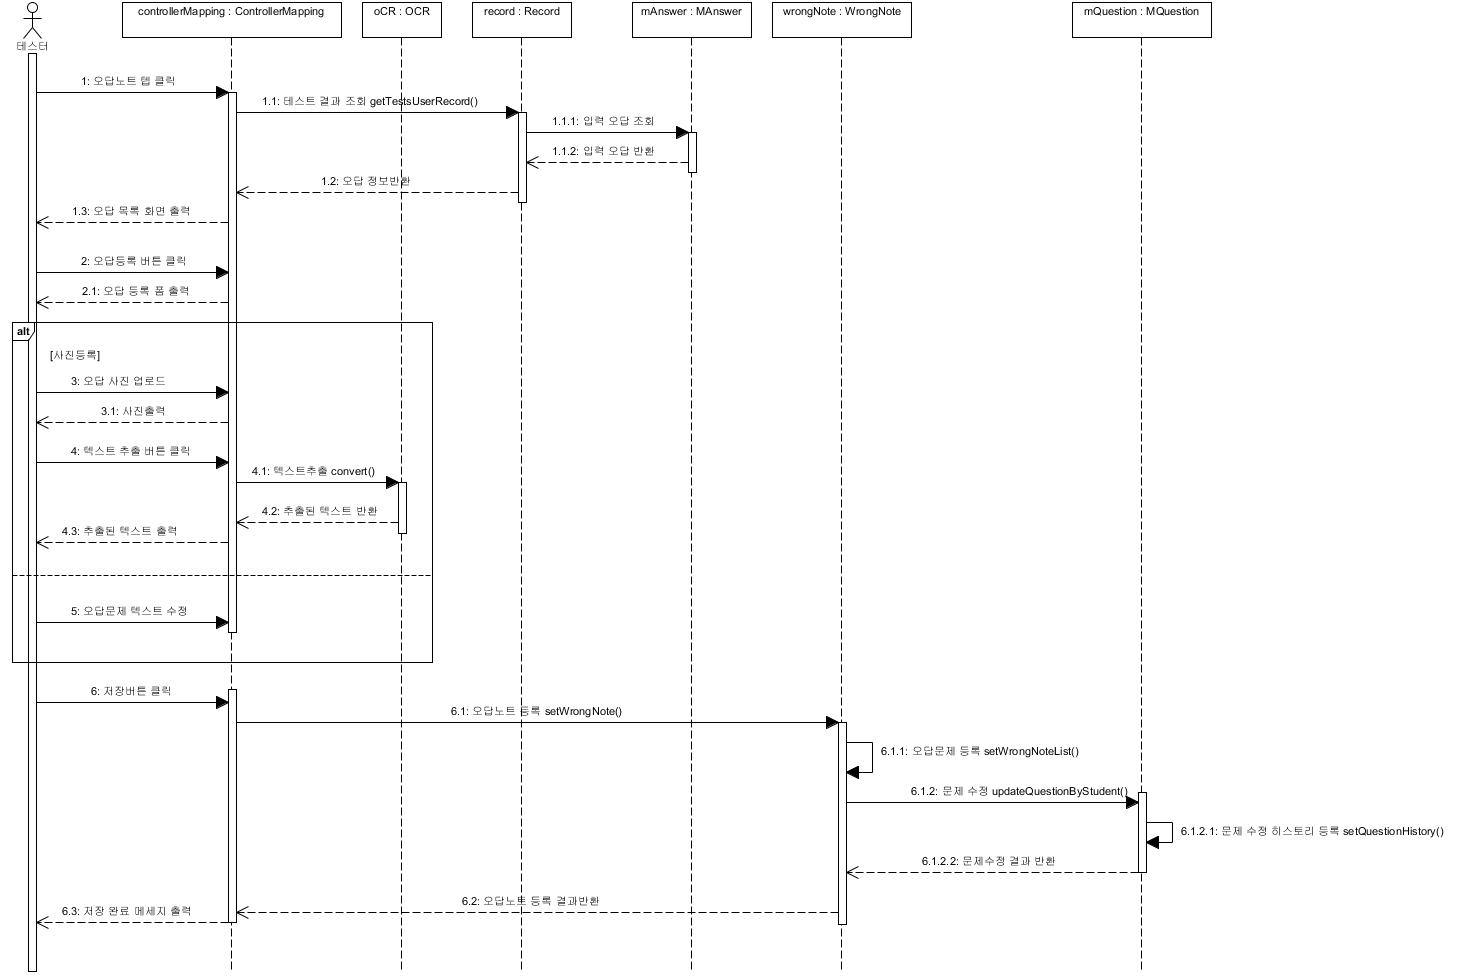 controllerMapping : ControllerMapping
oCR : OCR
record : Record
mAnswer : MAnswer
wrongNote : WrongNote
mQuestion : MQuestion
테스터
1: 오답노트 탭 클릭
1.1: 테스트 결과 조회 getTestsUserRecord()
1.1.1: 입력 오답 조회
1.1.2: 입력 오답 반환
1.2: 오답 정보반환
1.3: 오답 목록 화면 출력
2: 오답등록 버튼 클릭
2.1: 오답 등록 폼 출력
alt
[사진등록]
3: 오답 사진 업로드
3.1: 사진출력
4: 텍스트 추출 버튼 클릭
4.1: 텍스트추출 convert()
4.2: 추출된 텍스트 반환
4.3: 추출된 텍스트 출력
5: 오답문제 텍스트 수정
6: 저장버튼 클릭
6.1: 오답노트 등록 setWrongNote()
6.1.1: 오답문제 등록 setWrongNoteList()
6.1.2: 문제 수정 updateQuestionByStudent()
6.1.2.1: 문제 수정 히스토리 등록 setQuestionHistory()
6.1.2.2: 문제수정 결과 반환
6.2: 오답노트 등록 결과반환
6.3: 저장 완료 메세지 출력